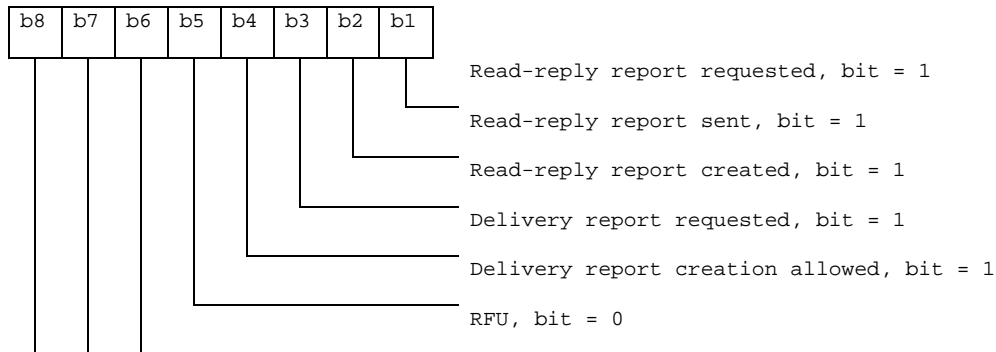 b8 b7 b6 b5 b4 b3 b2 b1
Read-reply report requested, bit = 1
Read-reply report sent, bit = 1
Read-reply report created, bit = 1
Delivery report requested, bit = 1
Delivery report creation allowed, bit = 1
RFU, bit = 0